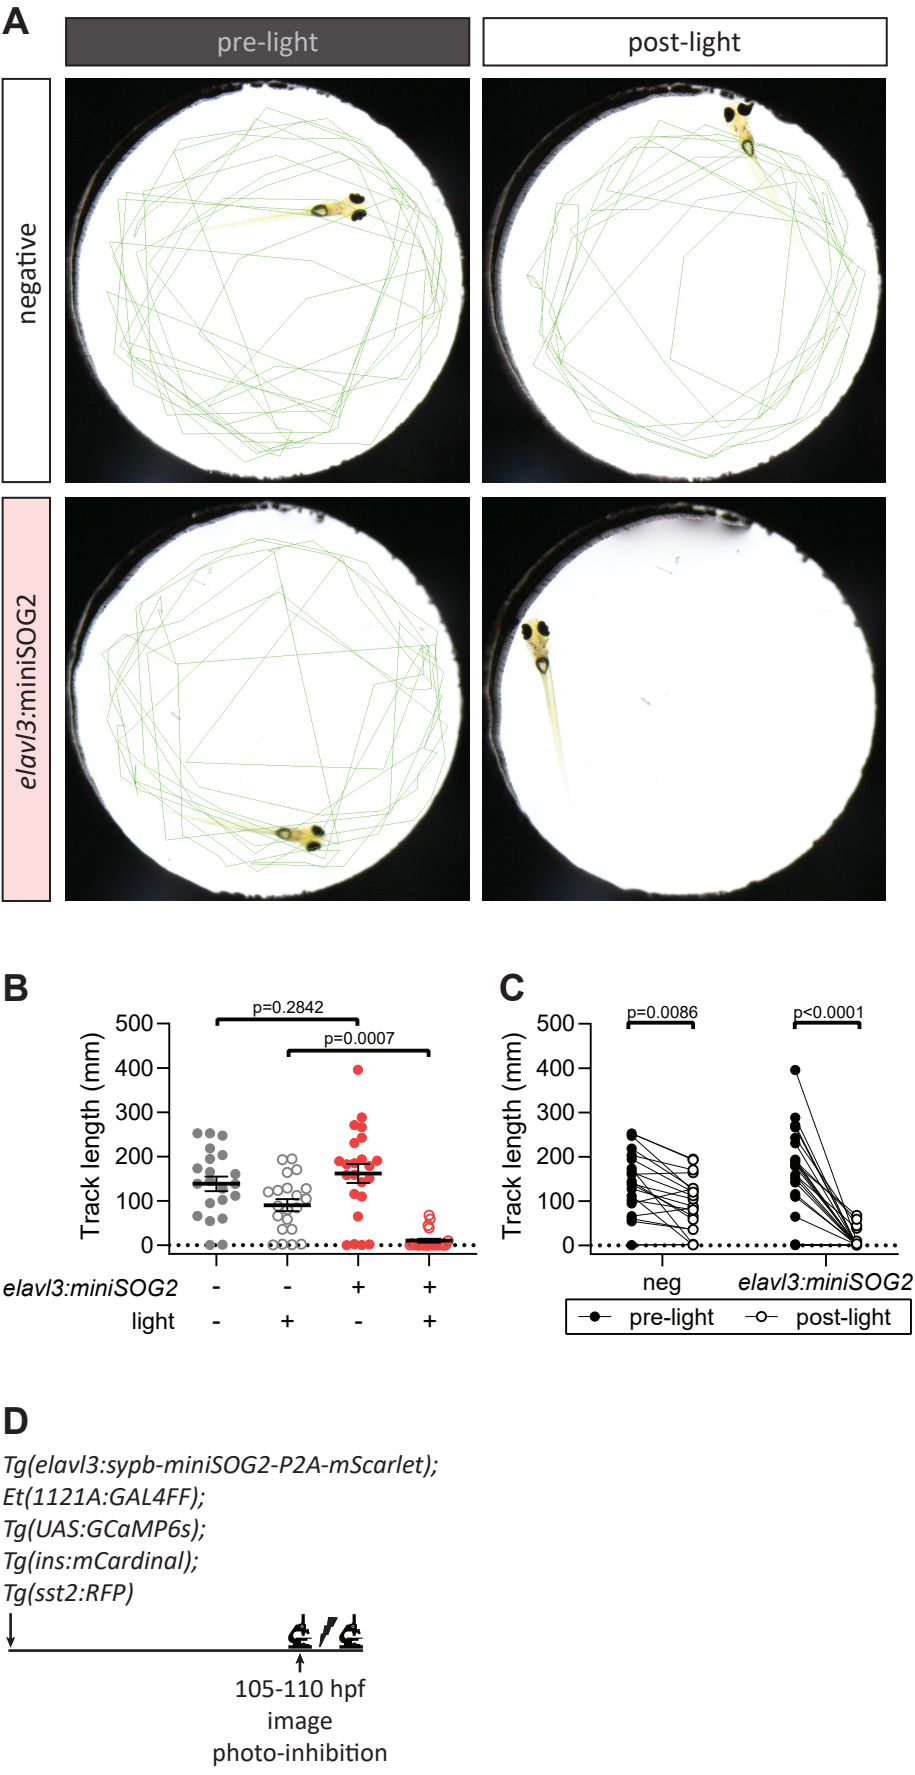 A
pre-light
post-light
negative
elavl3:miniSOG2
B
p=0.2842
p=0.0007
Track length (mm)
500
400
300
200
100
0
elavl3:miniSOG2 - - + +
light - + - +
C
p=0.0086
p<0.0001
Track length (mm)
500
400
300
200
100
0
neg
elavl3:miniSOG2
pre-light
post-light
D
Tg(elavl3:sypb-miniSOG2-P2A-mScarlet);
Et(1121A:GAL4FF);
Tg(UAS:GCaMP6s);
Tg(ins:mCardinal);
Tg(sst2:RFP)
105-110 hpf
image
photo-inhibition